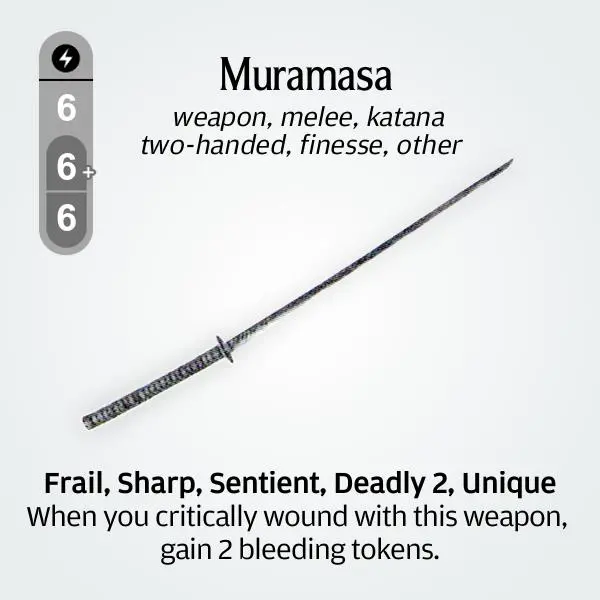 Muramasa
weapon, melee, katana
two-handed, finesse, other
6
6+
6
Frail, Sharp, Sentient, Deadly 2, Unique
When you critically wound with this weapon,
gain 2 bleeding tokens.